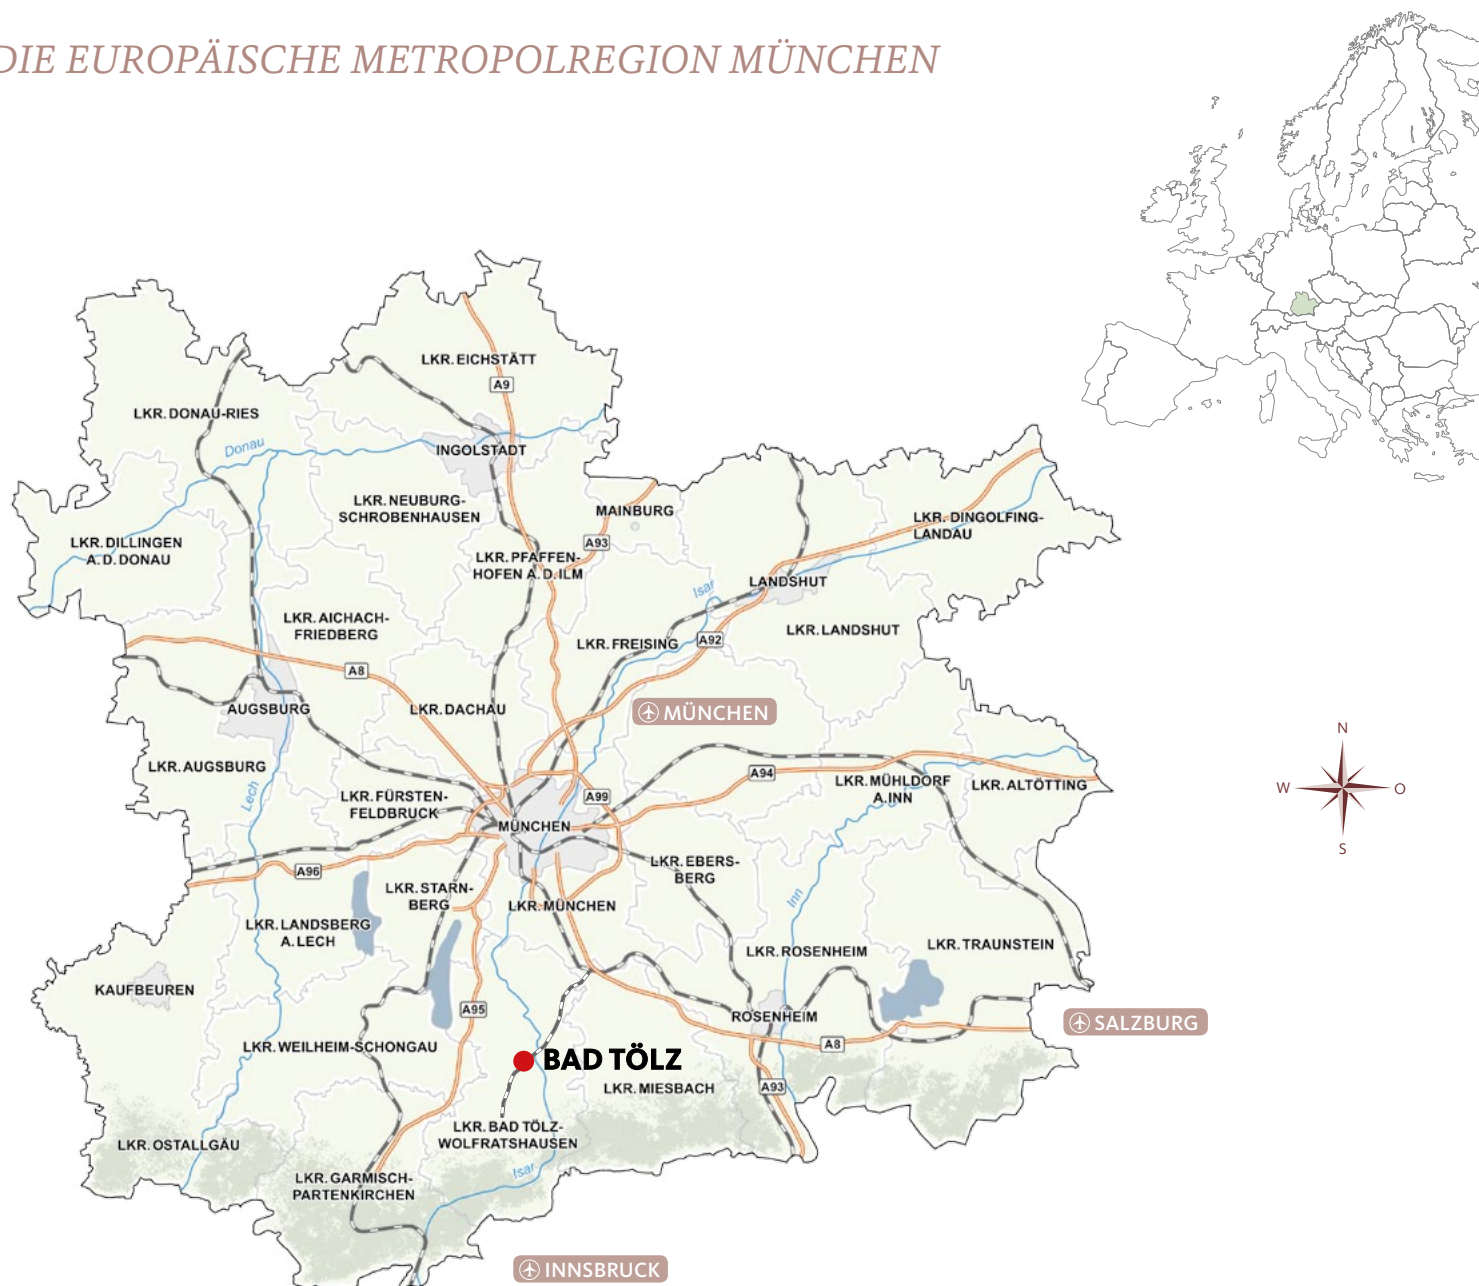 DIE EUROPÄISCHE METROPOLREGION MÜNCHEN
LKR. EICHSTÄTT
A9
LKR. DONAU-RIES
Donau
INGOLSTADT
LKR. NEUBURG-
SCHROBENHAUSEN
MAINBURG
LKR. DINGOLFING-
LANDAU
LKR. DILLINGEN
A. D. DONAU
A93
LKR. PFAFFEN-
HOFEN A. D. ILM
Isar
LANDSHUT
LKR. AICHACH-
FRIEDBERG
LKR. FREISING
A92
LKR. LANDSHUT
A8
AUGSBURG
LKR. DACHAU
MÜNCHEN
N
W
O
S
LKR. AUGSBURG
Lech
A94
LKR. MÜHLDORF
A. INN
LKR. ALTÖTTING
LKR. FÜRSTEN-
FELDBRUCK
A99
MÜNCHEN
A96
LKR. STARN-
BERG
LKR. EBERS-
BERG
Inn
LKR. MÜNCHEN
LKR. LANDSBERG
A. LECH
LKR. ROSENHEIM
LKR. TRAUNSTEIN
KAUFBEUREN
A95
ROSENHEIM
SALZBURG
A8
LKR. WEILHEIM-SCHONGAU
BAD TÖLZ
LKR. MIESBACH
A93
LKR. BAD TÖLZ-
WOLFRATSHAUSEN
LKR. OSTALLGÄU
Isar
LKR. GARMISCH-
PARTENKIRCHEN
INNSBRUCK